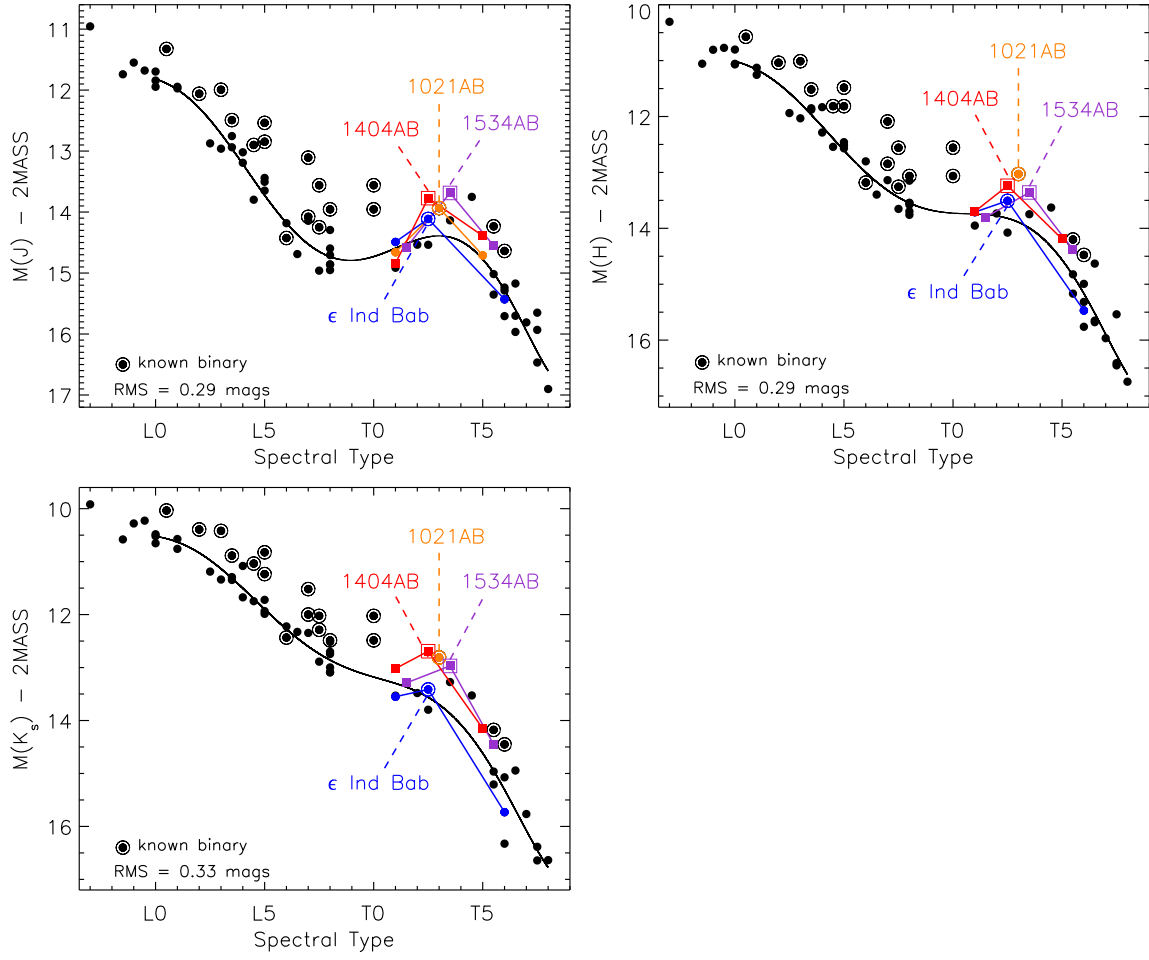 11
12
13
14
15
16
17
M(J) - 2MASS
1021AB
1404AB
1534AB
ϵ Ind Bab
known binary
RMS = 0.29 mags
L0 L5 T0 T5
Spectral Type
10
12
14
16
M(H) - 2MASS
1021AB
1404AB
1534AB
ϵ Ind Bab
known binary
RMS = 0.29 mags
L0 L5 T0 T5
Spectral Type
10
12
14
16
M(Ks) - 2MASS
1021AB
1404AB
1534AB
ϵ Ind Bab
known binary
RMS = 0.33 mags
L0 L5 T0 T5
Spectral Type